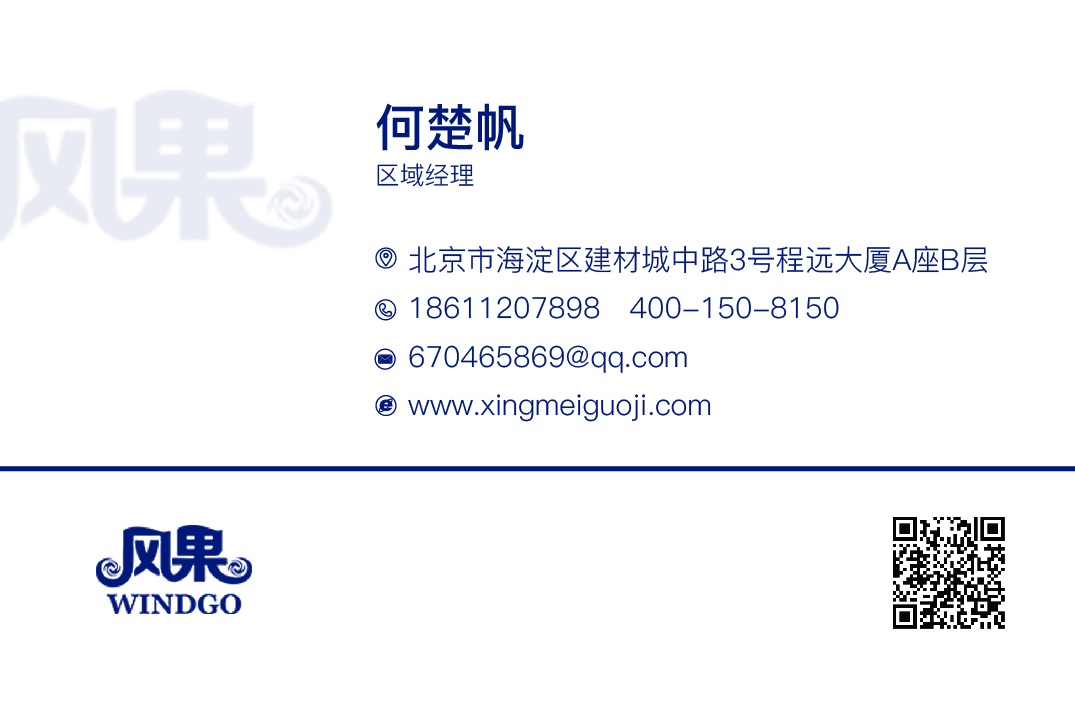 风果
何楚帆
区域经理
北京市海淀区建材城中路3号程远大厦A座B层
18611207898 400-150-8150
670465869@qq.com
www.xingmeiguoji.com
风果
WINDGO